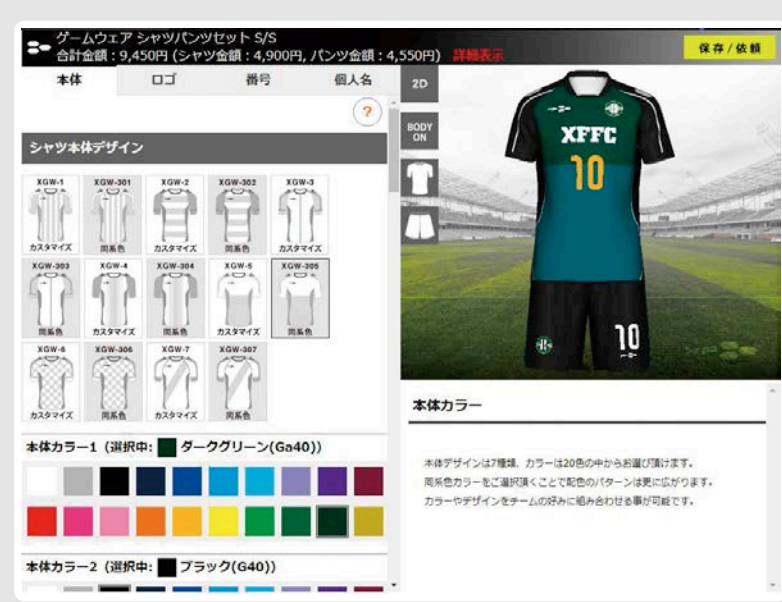 ゲームウェア シャツパンツセット S/S
合計金額：9,450円 (シャツ金額：4,900円, パンツ金額：4,550円) 詳細表示
保存/依頼
本体 ロゴ 番号 個人名
?
シャツ本体デザイン
XGW-1 XGW-301 XGW-2 XGW-302 XGW-3
カスタマイズ 同系色 カスタマイズ 同系色 カスタマイズ
XGW-303 XGW-4 XGW-304 XGW-5 XGW-305
同系色 カスタマイズ 同系色 カスタマイズ 同系色
XGW-6 XGW-306 XGW-7 XGW-307
カスタマイズ 同系色 カスタマイズ 同系色
本体カラー1 (選択中: ダークグリーン(Ga40))
本体カラー2 (選択中: ブラック(G40))
2D
BODY
ON
XFFC
10
10
本体カラー
本体デザインは7種類、カラーは20色の中からお選び頂けます。
同系色カラーをご選択頂くことで配色のパターンは更に広がります。
カラーやデザインをチームの好みに組み合わせる事が可能です。